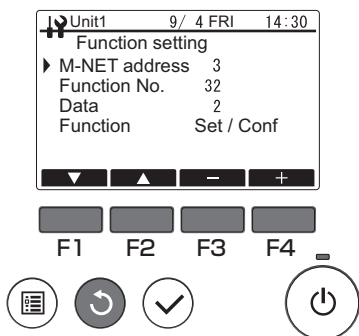 Unit1 9/ 4 FRI 14:30
Function setting
M-NET address 3
Function No. 32
Data 2
Function Set / Conf
F1 F2 F3 F4